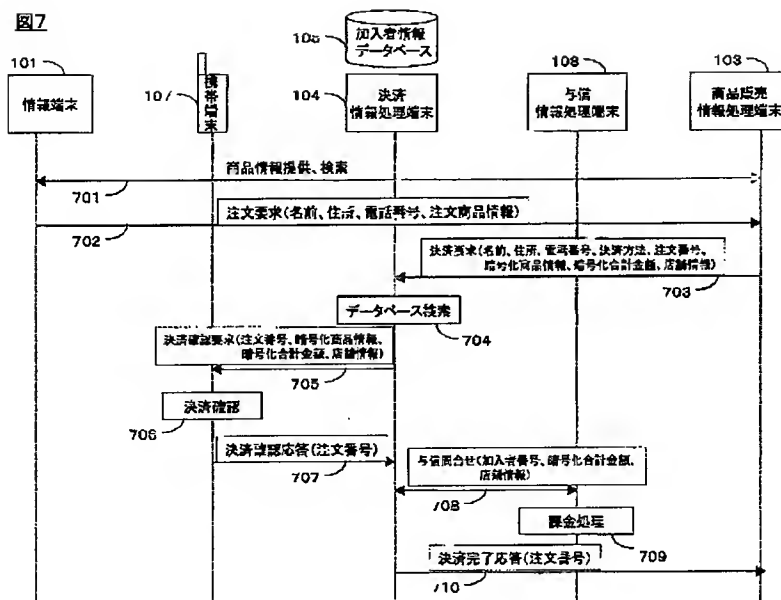 図7
105
加入者情報
データベース
101
情報端末
107
携帯端末
104
決済
情報処理端末
108
与信
情報処理端末
103
商品販売
情報処理端末
商品情報提供、検索
701
注文要求(名前、住所、電話番号、注文商品情報)
702
決済要求(名前、住所、電話番号、決済方法、注文番号、
暗号化商品情報、暗号化合計金額、店舗情報)
703
データベース検索
704
決済確認要求(注文番号、暗号化商品情報、
暗号化合計金額、店舗情報)
705
決済確認
706
決済確認応答(注文番号)
707
与信問合せ(加入者番号、暗号化合計金額、
店舗情報)
708
課金処理
709
決済完了応答(注文番号)
710